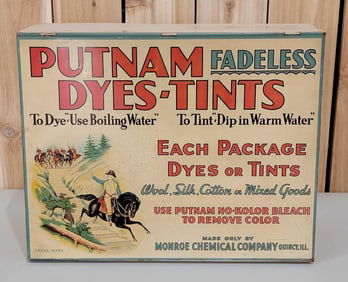 PUTNAM FADELESS
DYES-TINTS
To Dye "Use Boiling Water" To Tint "Dip in Warm Water"
EACH PACKAGE
DYES OR TINTS
Wool, Silk, Cotton or Mixed Goods
USE PUTNAM NO-KOLOR BLEACH
TO REMOVE COLOR
MADE ONLY BY
MONROE CHEMICAL COMPANY QUINCY, ILL.
TRADE MARK